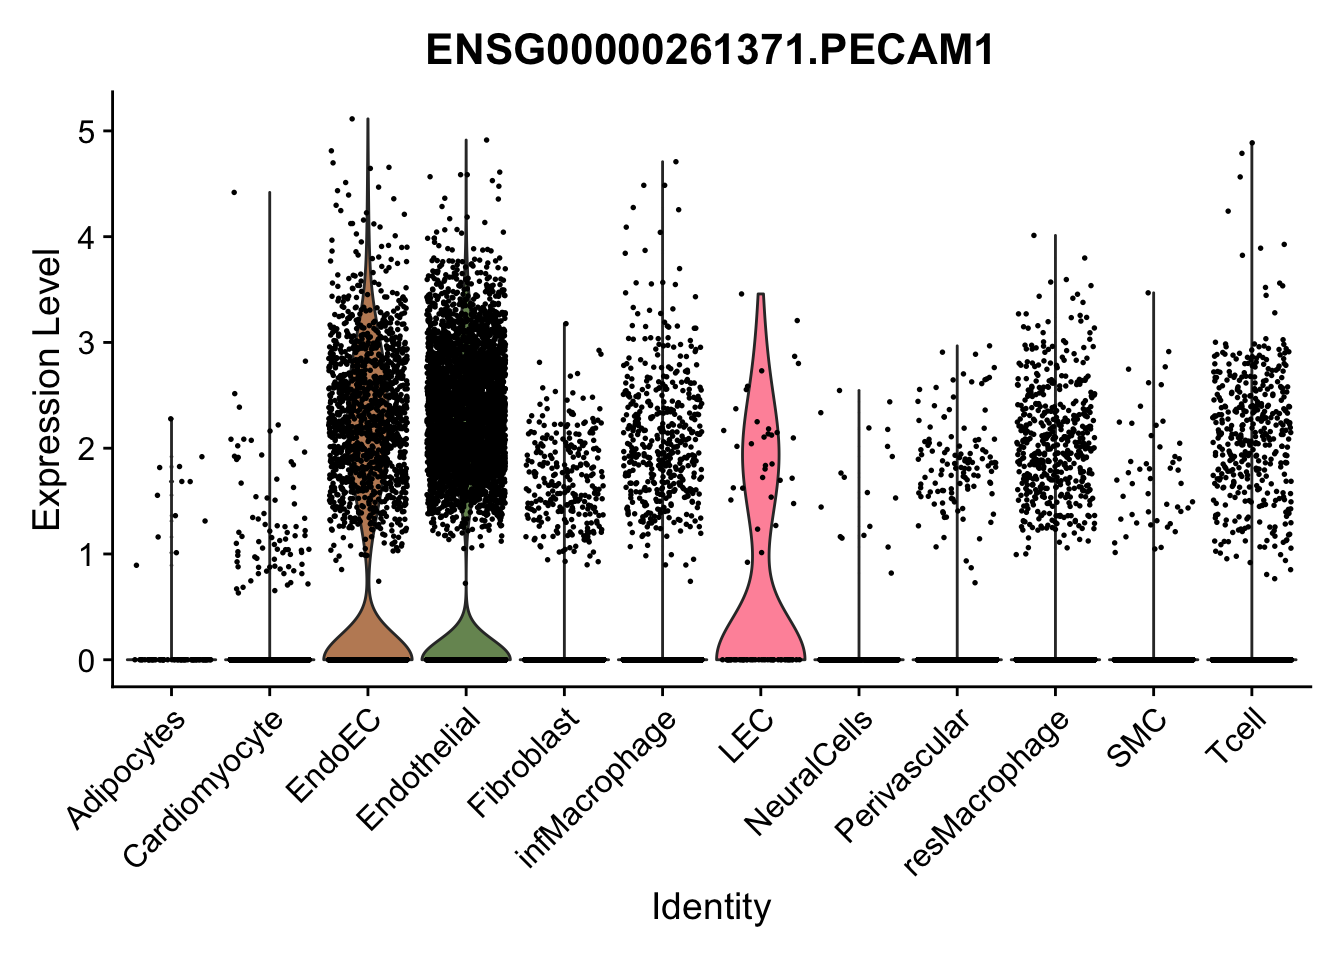 ENSG00000261371.PECAM1
Expression Level
5
4
3
2
1
0
Adipocytes
Cardiomyocyte
EndoEC
Endothelial
Fibroblast
infMacrophage
LEC
NeuralCells
Perivascular
resMacrophage
SMC
Tcell
Identity